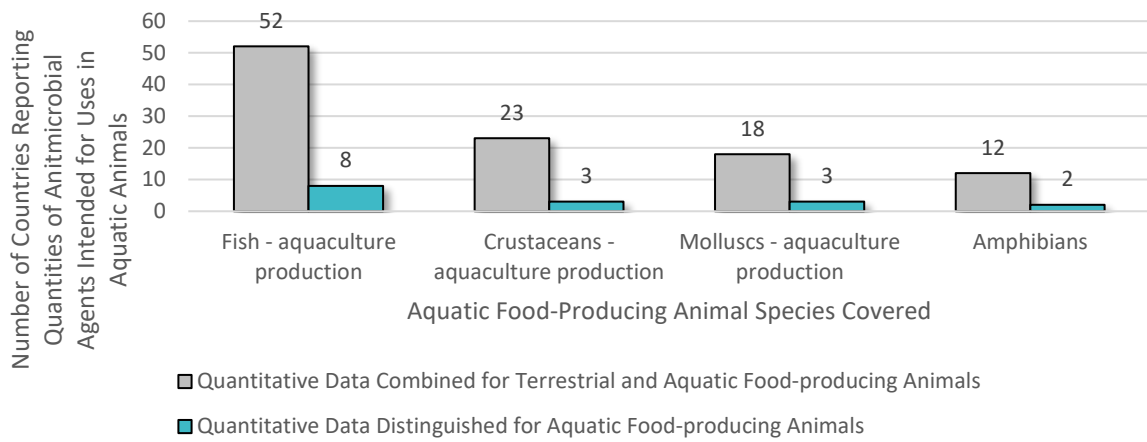 Number of Countries Reporting
Quantities of Anitmicrobial
Agents Intended for Uses in
Aquatic Animals
60
50
40
30
20
10
0
52
8
23
3
18
3
12
2
Fish - aquaculture
production
Crustaceans -
aquaculture production
Molluscs - aquaculture
production
Amphibians
Aquatic Food-Producing Animal Species Covered
Quantitative Data Combined for Terrestrial and Aquatic Food-producing Animals
Quantitative Data Distinguished for Aquatic Food-producing Animals